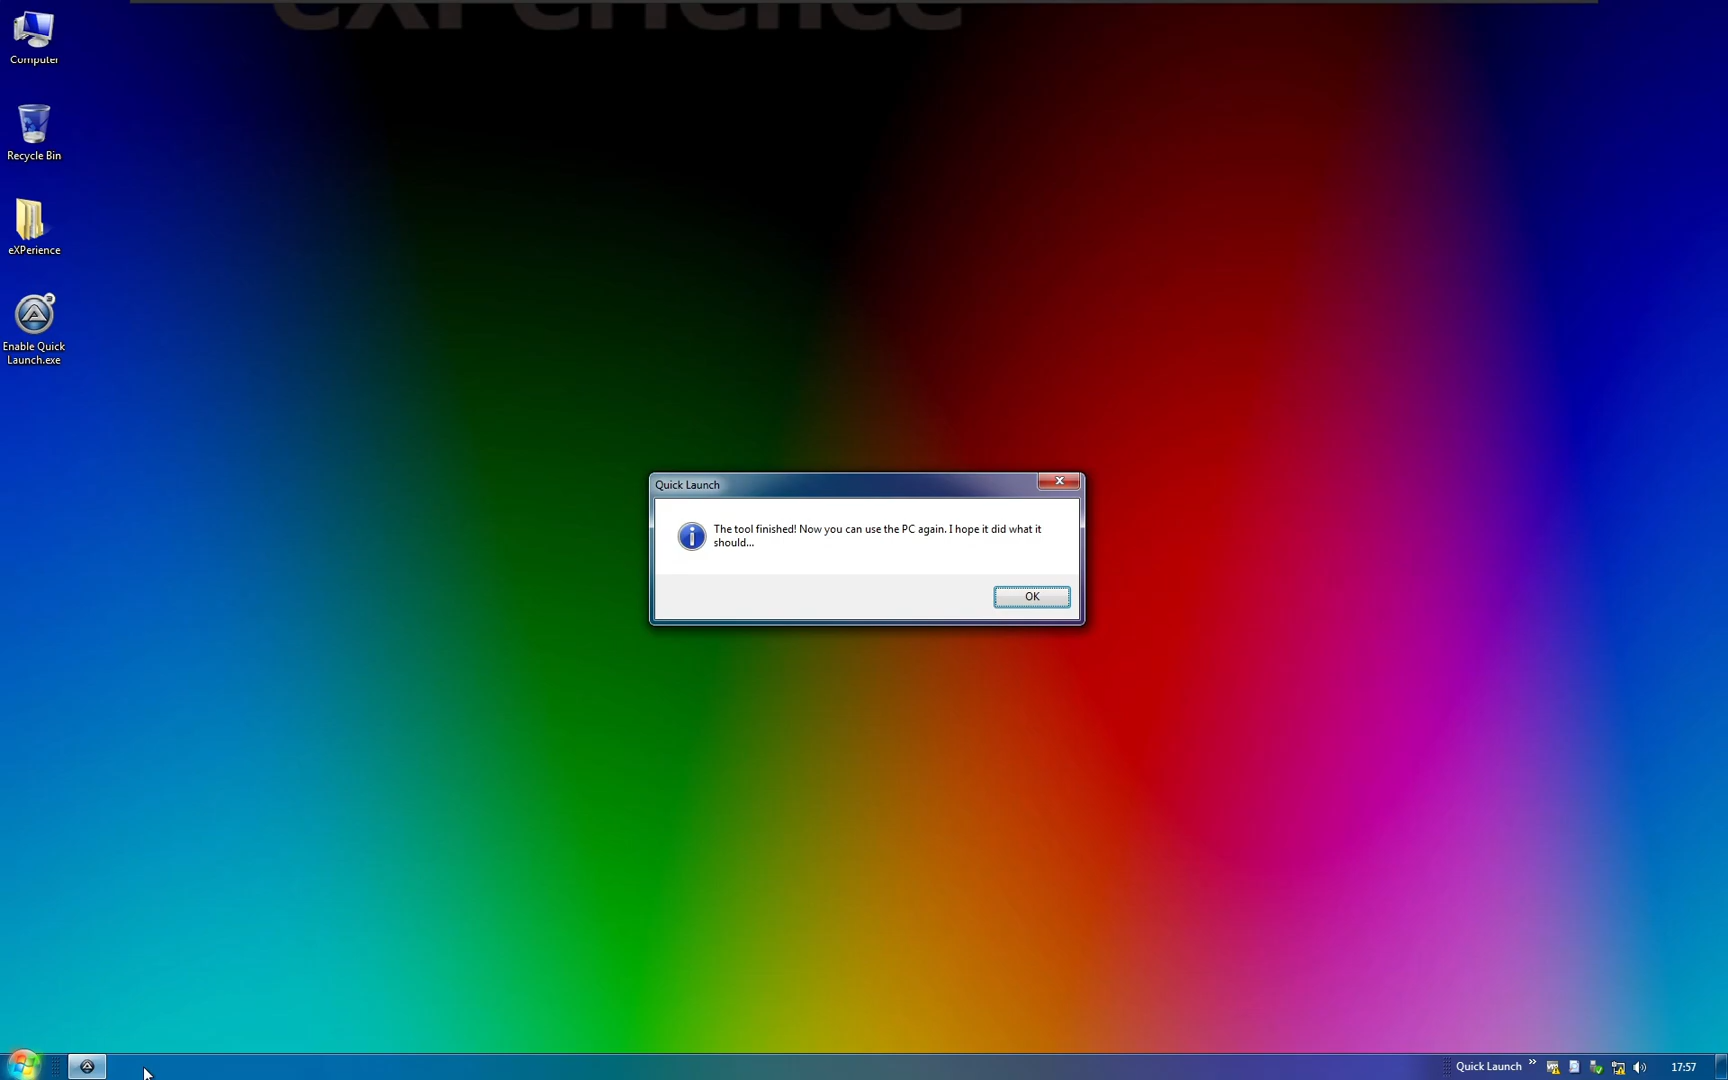 eXPerience
Computer
Recycle Bin
eXPerience
Enable Quick
Launch.exe
Quick Launch
The tool finished! Now you can use the PC again. I hope it did what it
should...
OK
Quick Launch
17:57